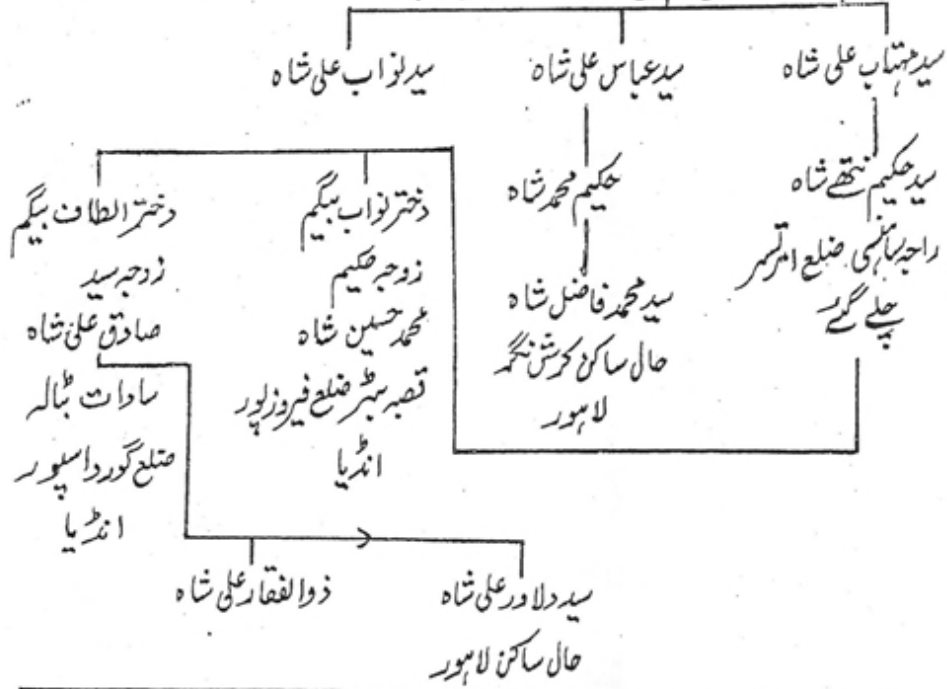 سید مہتاب علی شاہ
سید عباس علی شاہ
سید نواب علی شاہ
سید حکیم نتھے شاہ
راجہ سانسی ضلع امرتسر
چلے گئے
حکیم محمد شاہ
سید محمد فاضل شاہ
حال ساکن کرشن نگر
لاہور
دختر نواب بیگم
زوجہ حکیم
محمد حسین شاہ
قصبہ ضلع فیروزپور
انڈیا
دختر الطاف بیگم
زوجہ سید
صادق علی شاہ
سادات بٹالہ
ضلع گورداسپور
انڈیا
سید دلاور علی شاہ
حال ساکن لاہور
ذوالفقار علی شاہ